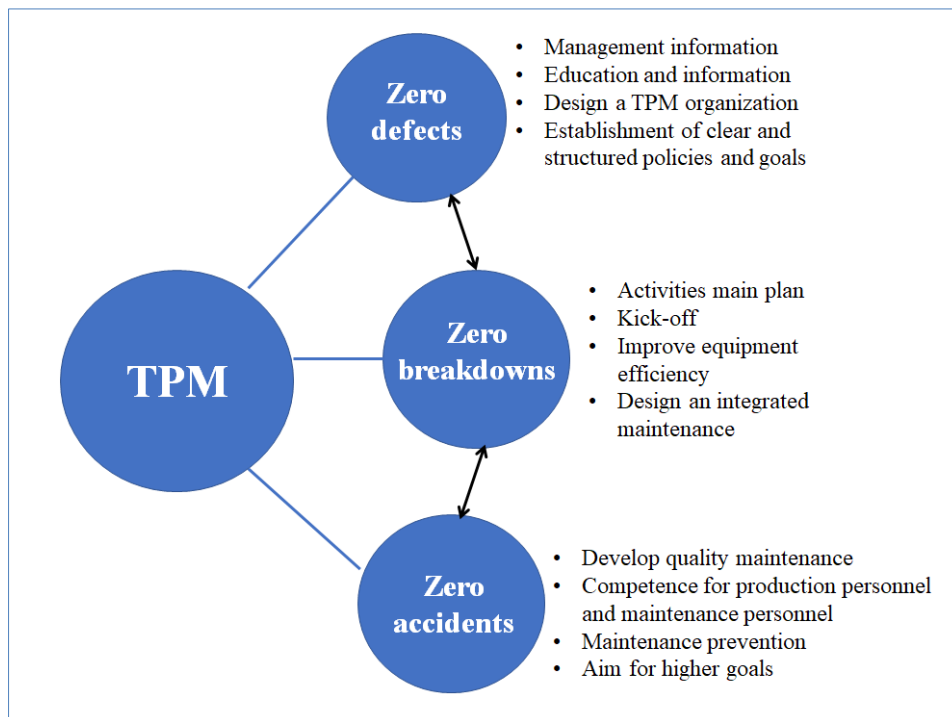 TPM
Zero
defects
• Management information
• Education and information
• Design a TPM organization
• Establishment of clear and
structured policies and goals
Zero
breakdowns
• Activities main plan
• Kick-off
• Improve equipment
efficiency
• Design an integrated
maintenance
Zero
accidents
• Develop quality maintenance
• Competence for production personnel
and maintenance personnel
• Maintenance prevention
• Aim for higher goals